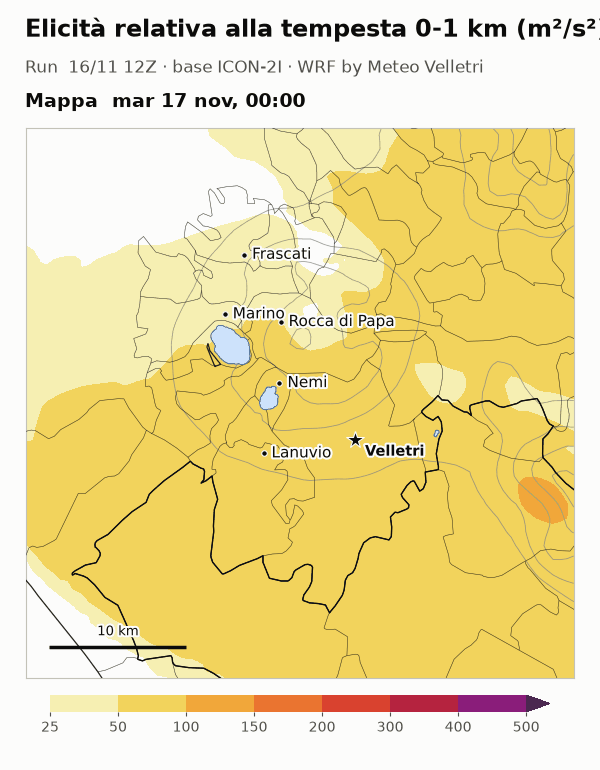 Elicità relativa alla tempesta 0-1 km (m²/s²)
Run  16/11 12Z · base ICON-2I · WRF by Meteo Velletri
Mappa  mar 17 nov, 00:00
Frascati
Marino
Rocca di Papa
Nemi
Velletri
Lanuvio
10 km
25 50 100 150 200 300 400 500